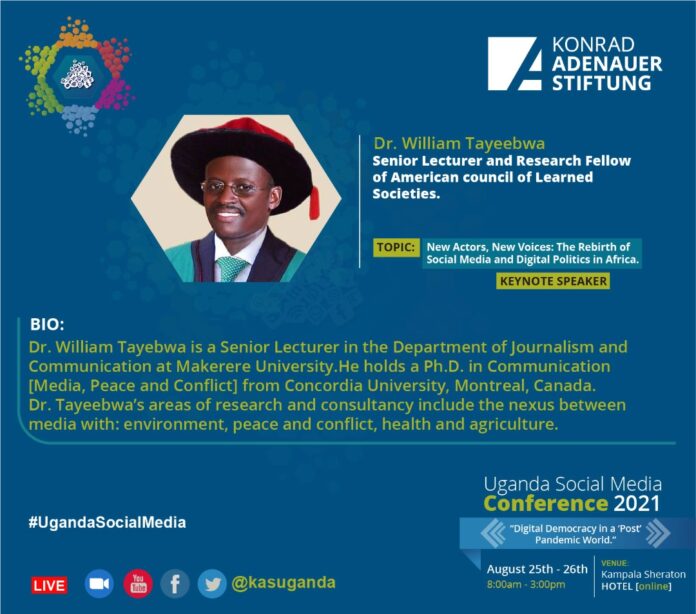 KONRAD
ADENAUER
STIFTUNG
Dr. William Tayeebwa
Senior Lecturer and Research Fellow
of American council of Learned
Societies.
TOPIC:
New Actors, New Voices: The Rebirth of
Social Media and Digital Politics in Africa.
KEYNOTE SPEAKER
BIO:
Dr. William Tayebwa is a Senior Lecturer in the Department of Journalism and
Communication at Makerere University.He holds a Ph.D. in Communication
[Media, Peace and Conflict] from Concordia University, Montreal, Canada.
Dr. Tayeebwa’s areas of research and consultancy include the nexus between
media with: environment, peace and conflict, health and agriculture.
#UgandaSocialMedia
Uganda Social Media
Conference 2021
“Digital Democracy in a ‘Post’
Pandemic World.”
August 25th - 26th
8:00am - 3:00pm
VENUE:
Kampala Sheraton
HOTEL [online]
LIVE
You
Tube
@kasuganda